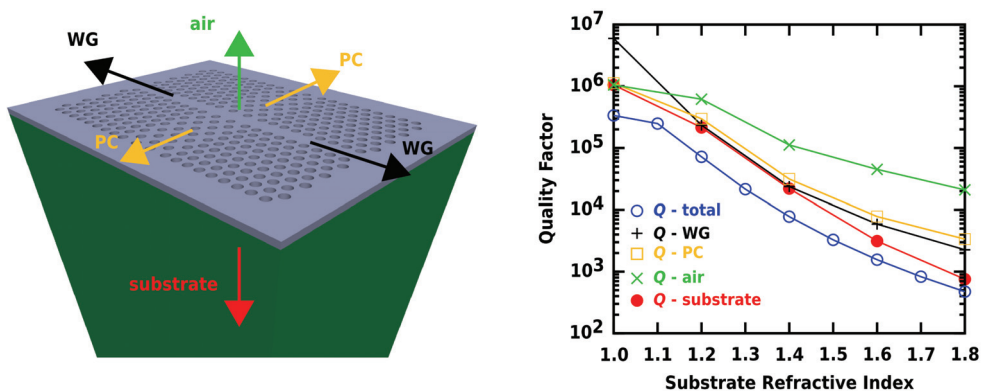 air
WG
PC
PC
WG
substrate
Quality Factor
10^7
10^6
10^5
10^4
10^3
10^2
Q - total
Q - WG
Q - PC
Q - air
Q - substrate
1.0 1.1 1.2 1.3 1.4 1.5 1.6 1.7 1.8
Substrate Refractive Index